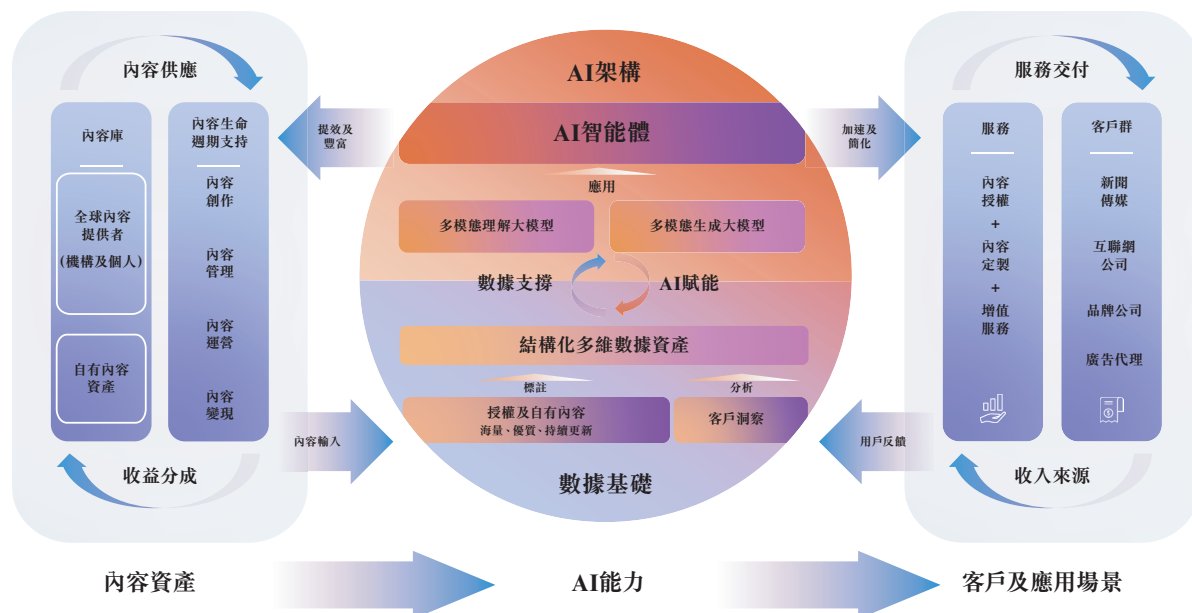 內容供應
內容庫
全球內容
提供者
(機構及個人)
自有內容
資產
內容生命
週期支持
內容
創作
內容
管理
內容
運營
內容
變現
收益分成
提效及
豐富
內容輸入
AI架構
AI智能體
應用
多模態理解大模型
多模態生成大模型
數據支撐
AI賦能
結構化多維數據資產
標註
分析
授權及自有內容
海量、優質、持續更新
客戶洞察
數據基礎
加速及
簡化
用戶反饋
服務交付
服務
內容
授權
+
內容
定製
+
增值
服務
客戶群
新聞
傳媒
互聯網
公司
品牌公司
廣告代理
收入來源
內容資產
AI能力
客戶及應用場景